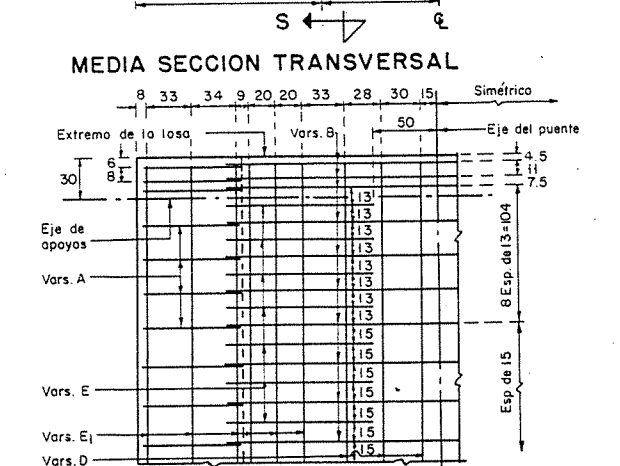 S ℄
MEDIA SECCION TRANSVERSAL
8 33 34 9 20 20 33 28 30 15 Simétrico
50
Extremo de la losa Vars. B Eje del puente
6 4.5
8 11
30 7.5
13
13
13
13
13
13
13
13
15
15
15
15
15
15
Eje de
apoyos
Vars. A
8 Esp. de 13=104
Esp de 15
Vars. E
Vars. E1
Vars. D